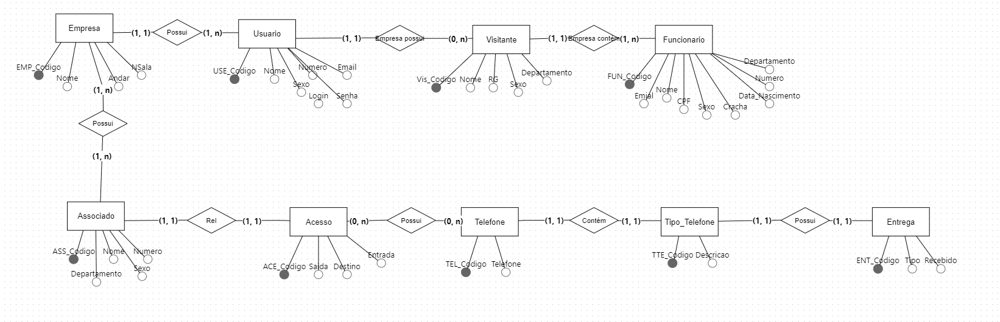 Empresa
(1, 1)
Possui
(1, n)
Usuario
(1, 1)
Empresa possui
(0, n)
Visitante
(1, 1)
Empresa contém
(1, n)
Funcionario
EMP_Codigo
Nome
Andar
NSala
USE_Codigo
Nome
Numero
Email
Sexo
Login
Senha
Vis_Codigo
Nome
RG
Sexo
Departamento
FUN_Codigo
Emial
Nome
CPF
Sexo
Cracha
Data_Nascimento
Numero
Departamento
(1, n)
Possui
(1, n)
Associado
(1, 1)
Rel
(1, 1)
Acesso
(0, n)
Possui
(0, n)
Telefone
(1, 1)
Contém
(1, 1)
Tipo_Telefone
(1, 1)
Possui
(1, 1)
Entrega
ASS_Codigo
Nome
Numero
Departamento
Sexo
ACE_Codigo
Saida
Destino
Entrada
TEL_Codigo
Telefone
TTE_Codigo
Descricao
ENT_Codigo
Tipo
Recebido